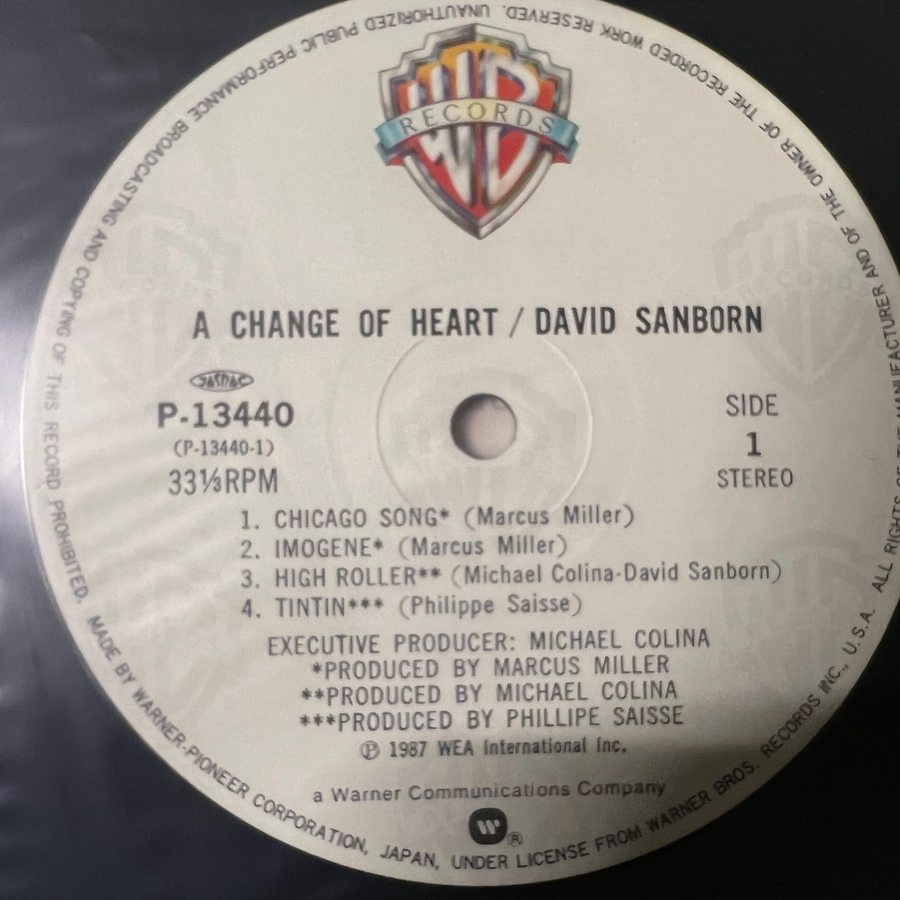 WB
RECORDS
A CHANGE OF HEART / DAVID SANBORN
JASRAC
P-13440
(P-13440-1)
33⅓RPM
SIDE
1
STEREO
1. CHICAGO SONG* (Marcus Miller)
2. IMOGENE* (Marcus Miller)
3. HIGH ROLLER** (Michael Colina-David Sanborn)
4. TINTIN*** (Philippe Saisse)
EXECUTIVE PRODUCER: MICHAEL COLINA
*PRODUCED BY MARCUS MILLER
**PRODUCED BY MICHAEL COLINA
***PRODUCED BY PHILLIPE SAISSE
Ⓟ 1987 WEA International Inc.
a Warner Communications Company
W®
ALL RIGHTS OF THE MANUFACTURER AND OF THE OWNER OF THE RECORDED WORK RESERVED. UNAUTHORIZED PUBLIC PERFORMANCE BROADCASTING AND COPYING OF THIS RECORD PROHIBITED. MADE BY WARNER-PIONEER CORPORATION, JAPAN, UNDER LICENSE FROM WARNER BROS. RECORDS INC., U.S.A.